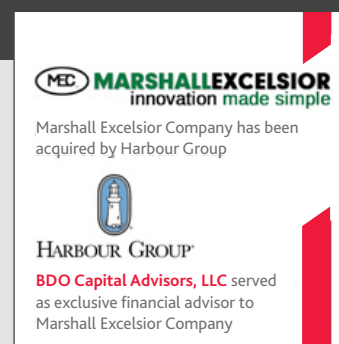 MEC MARSHALLEXCELSIOR
innovation made simple
Marshall Excelsior Company has been
acquired by Harbour Group
HARBOUR GROUP
BDO Capital Advisors, LLC served
as exclusive financial advisor to
Marshall Excelsior Company